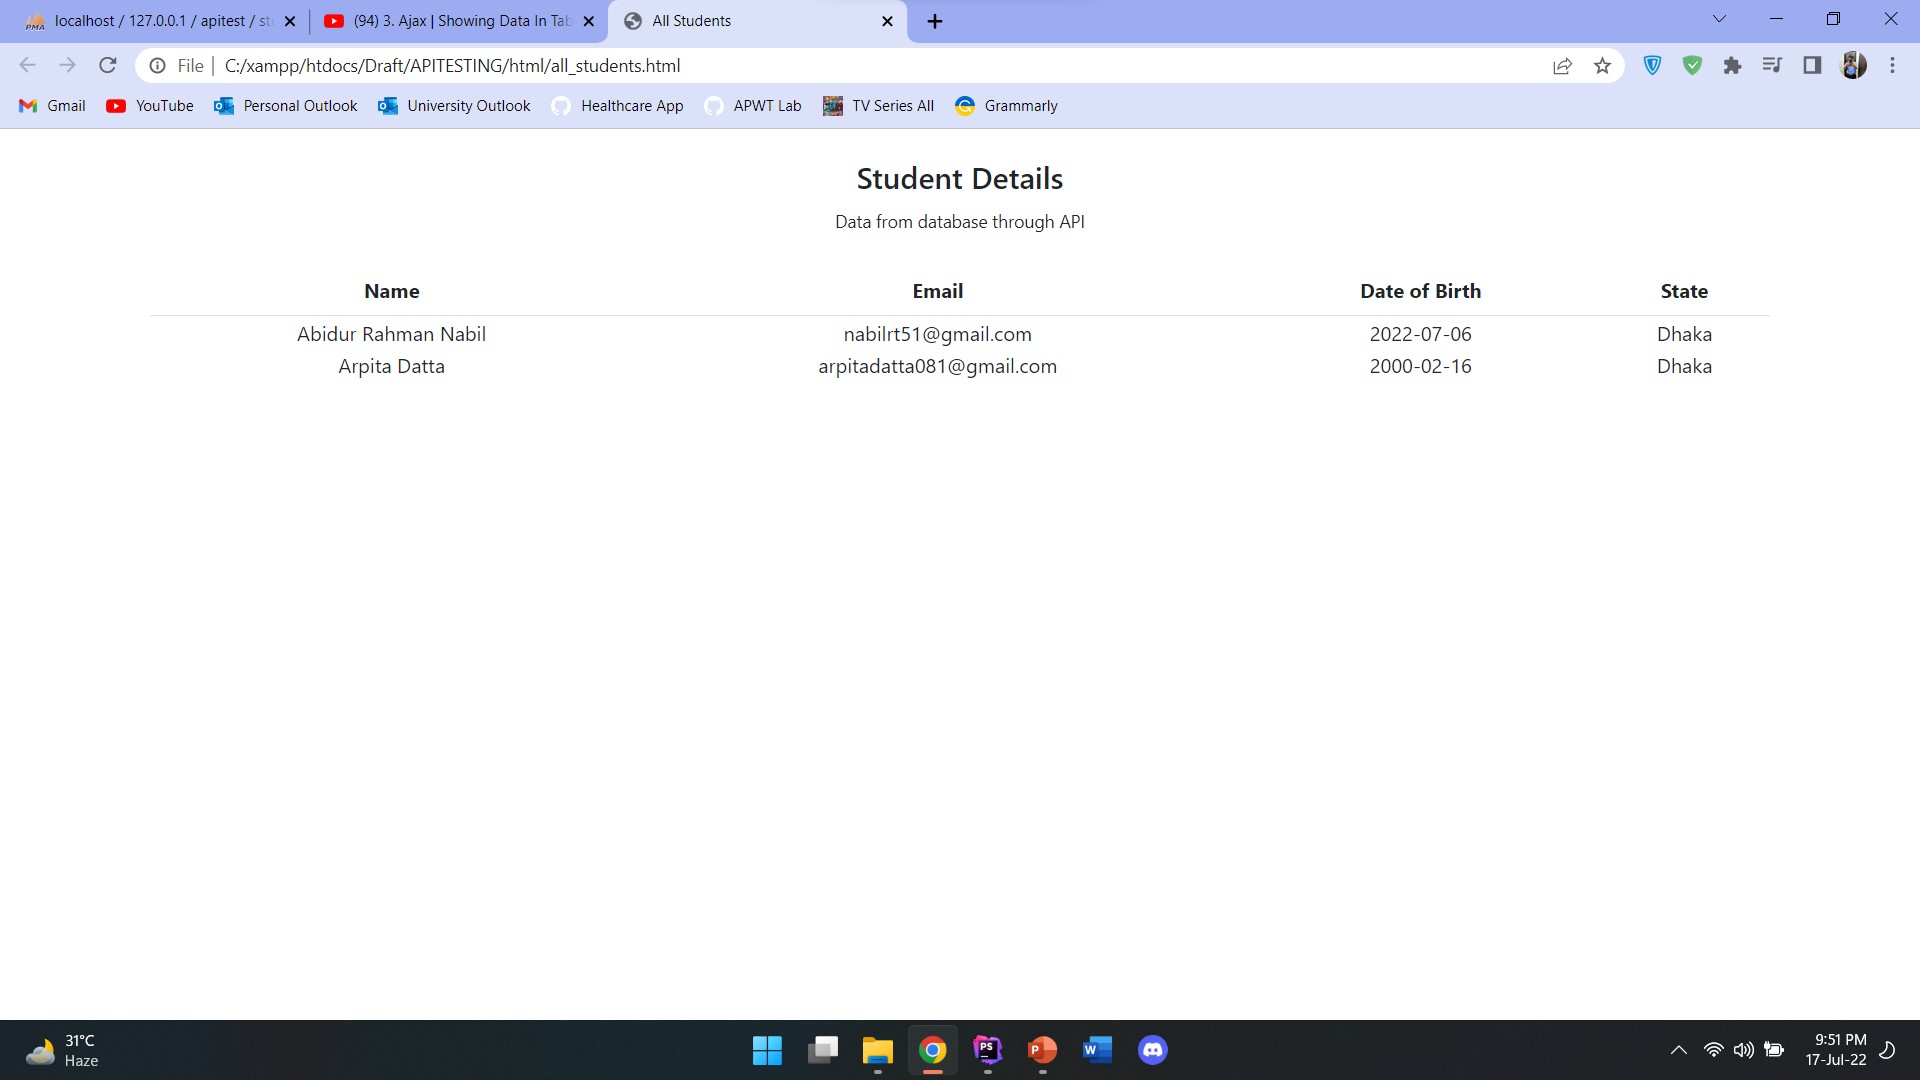 localhost / 127.0.0.1 / apitest / st
(94) 3. Ajax | Showing Data In Tab
All Students
File
C:/xampp/htdocs/Draft/APITESTING/html/all_students.html
Gmail YouTube Personal Outlook University Outlook Healthcare App APWT Lab TV Series All Grammarly
Student Details
Data from database through API
Name Email Date of Birth State
Abidur Rahman Nabil nabilrt51@gmail.com 2022-07-06 Dhaka
Arpita Datta arpitadatta081@gmail.com 2000-02-16 Dhaka
31°C
Haze
9:51 PM
17-Jul-22